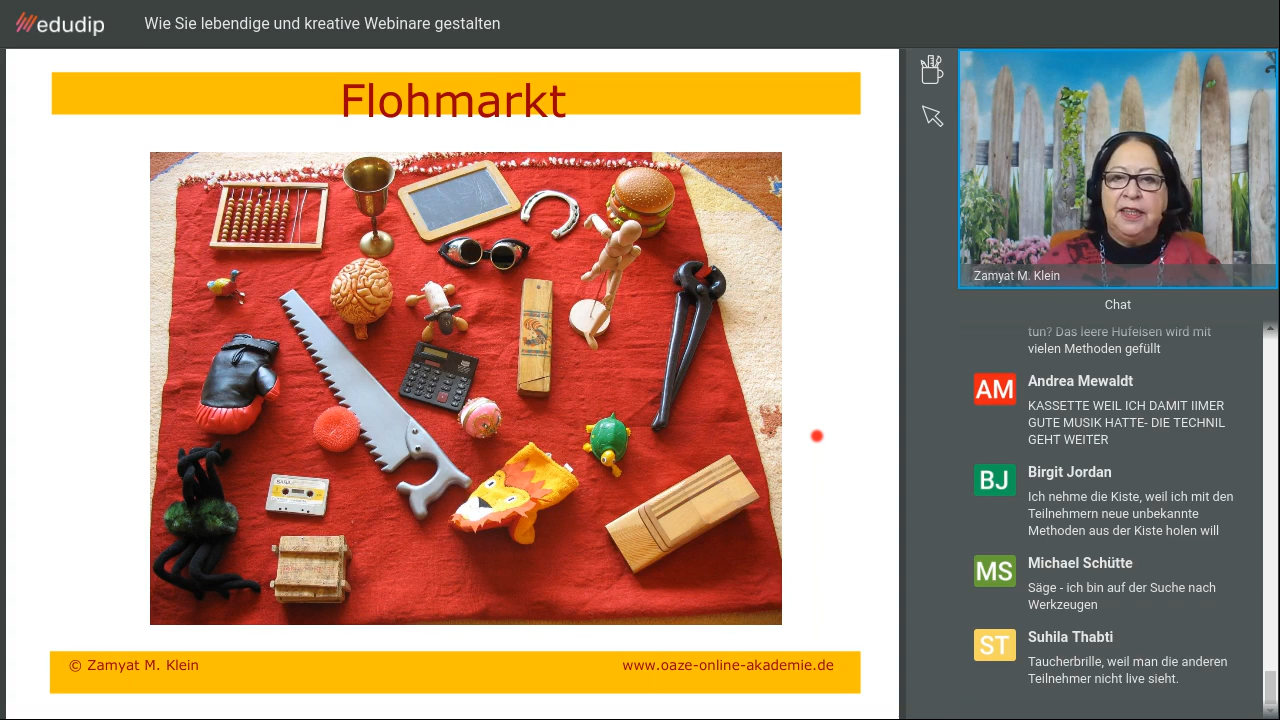 edudip
Wie Sie lebendige und kreative Webinare gestalten
Flohmarkt
© Zamyat M. Klein
www.oaze-online-akademie.de
Zamyat M. Klein
Chat
tun? Das leere Hufeisen wird mit
vielen Methoden gefüllt
AM
Andrea Mewaldt
KASSETTE WEIL ICH DAMIT IIMER
GUTE MUSIK HATTE- DIE TECHNIL
GEHT WEITER
BJ
Birgit Jordan
Ich nehme die Kiste, weil ich mit den
Teilnehmern neue unbekannte
Methoden aus der Kiste holen will
MS
Michael Schütte
Säge - ich bin auf der Suche nach
Werkzeugen
ST
Suhila Thabti
Taucherbrille, weil man die anderen
Teilnehmer nicht live sieht.